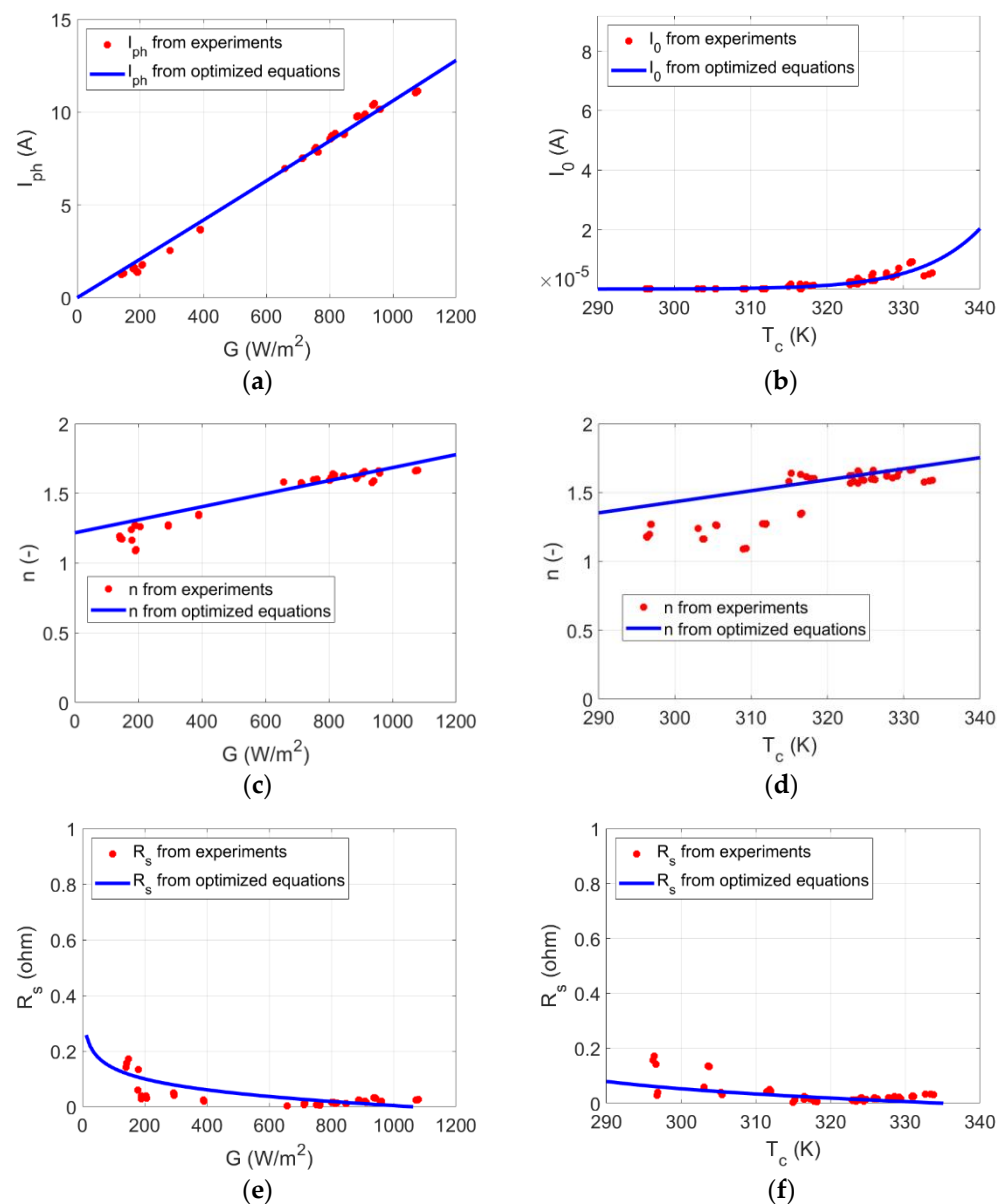 15
10
5
0
I_ph (A)
I_ph from experiments
I_ph from optimized equations
0 200 400 600 800 1000 1200
G (W/m^2)
(a)
8
6
4
2
×10^-5
I_0 (A)
I_0 from experiments
I_0 from optimized equations
290 300 310 320 330 340
T_c (K)
(b)
2
1.5
1
0.5
0
n (-)
n from experiments
n from optimized equations
0 200 400 600 800 1000 1200
G (W/m^2)
(c)
2
1.5
1
0.5
0
n (-)
n from experiments
n from optimized equations
290 300 310 320 330 340
T_c (K)
(d)
1
0.8
0.6
0.4
0.2
0
R_s (ohm)
R_s from experiments
R_s from optimized equations
0 200 400 600 800 1000 1200
G (W/m^2)
(e)
1
0.8
0.6
0.4
0.2
0
R_s (ohm)
R_s from experiments
R_s from optimized equations
290 300 310 320 330 340
T_c (K)
(f)